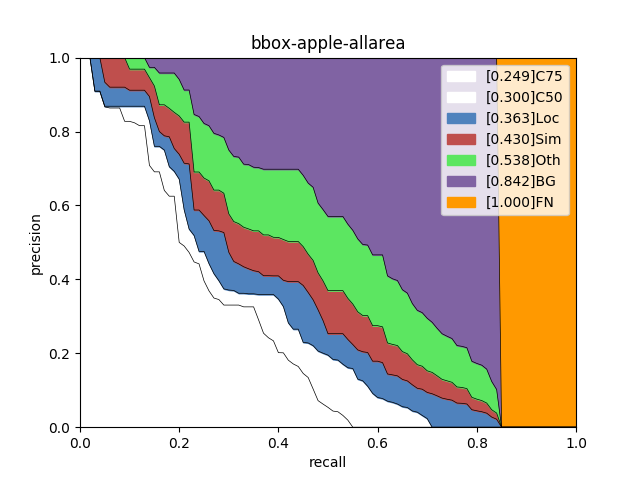 bbox-apple-allarea
1.0
0.8
0.6
0.4
0.2
0.0
precision
[0.249]C75
[0.300]C50
[0.363]Loc
[0.430]Sim
[0.538]Oth
[0.842]BG
[1.000]FN
0.0 0.2 0.4 0.6 0.8 1.0
recall